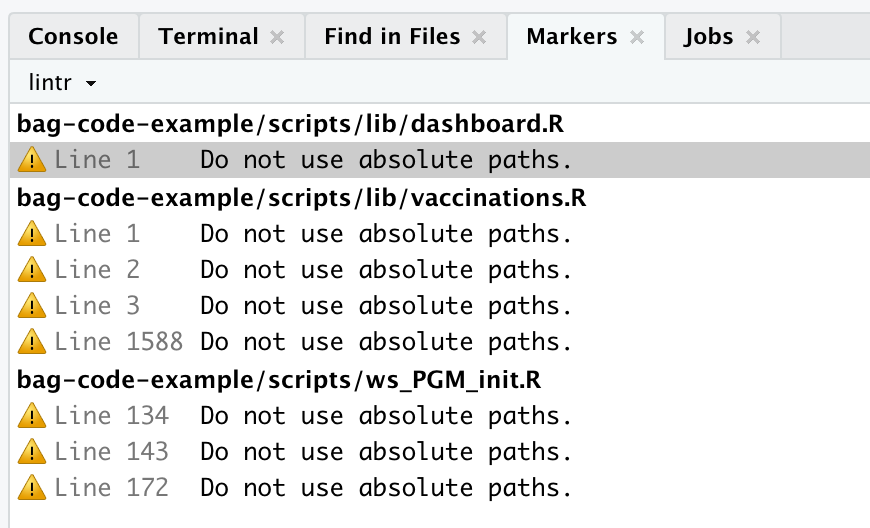 Console Terminal × Find in Files × Markers × Jobs ×
lintr
bag-code-example/scripts/lib/dashboard.R
Line 1 Do not use absolute paths.
bag-code-example/scripts/lib/vaccinations.R
Line 1 Do not use absolute paths.
Line 2 Do not use absolute paths.
Line 3 Do not use absolute paths.
Line 1588 Do not use absolute paths.
bag-code-example/scripts/ws_PGM_init.R
Line 134 Do not use absolute paths.
Line 143 Do not use absolute paths.
Line 172 Do not use absolute paths.